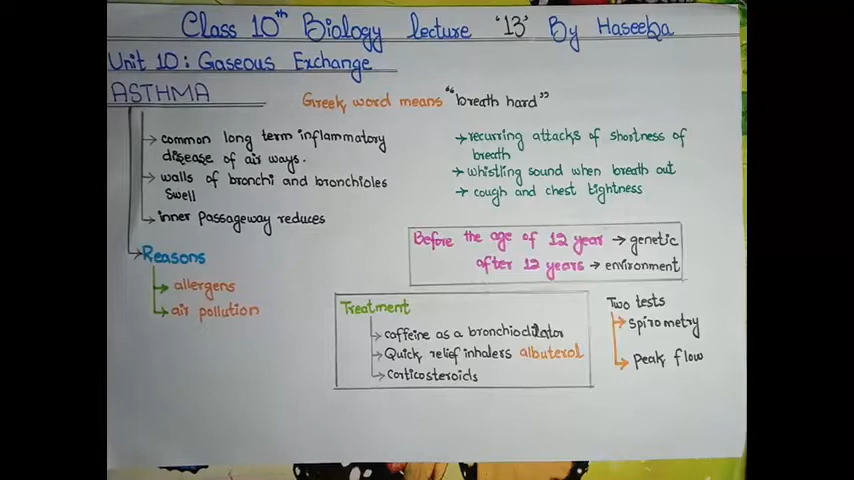 Class 10th Biology lecture '13' By Haseeba
Unit 10: Gaseous Exchange
ASTHMA
Greek word means "breath hard"
→ common long term inflammatory
disease of air ways.
→ walls of bronchi and bronchioles
swell
→ inner passageway reduces
→ recurring attacks of shortness of
breath
→ whistling sound when breath out
→ cough and chest tightness
Before the age of 12 year → genetic
after 12 years → environment
→ Reasons
→ allergens
→ air pollution
Treatment
→ caffeine as a bronchiodilator
→ Quick relief inhalers albuterol
→ corticosteroids
Two tests
→ spirometry
→ peak flow